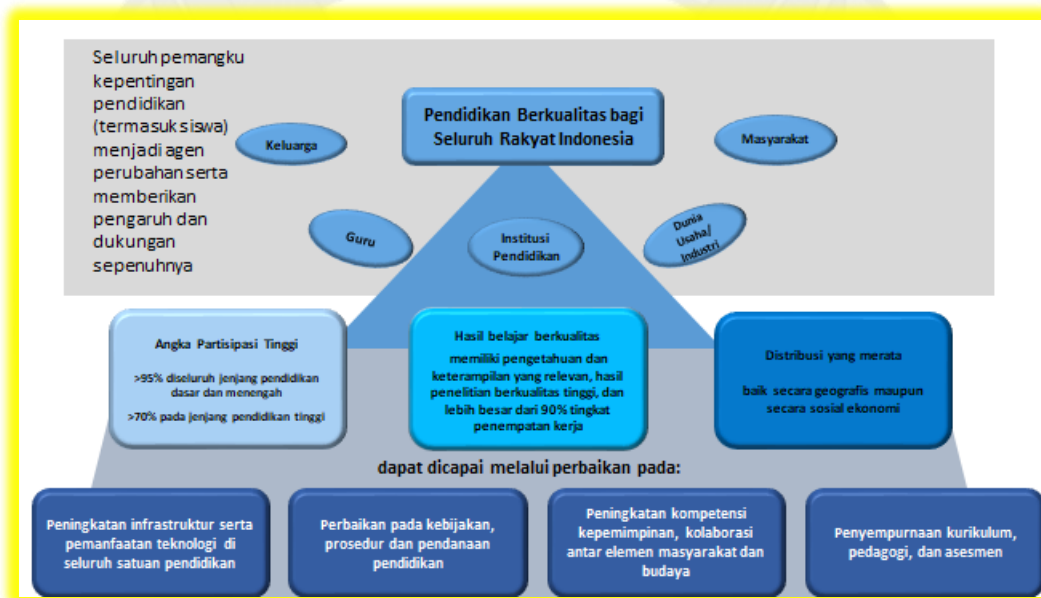 Seluruh pemangku
kepentingan
pendidikan
(termasuk siswa)
menjadi agen
perubahan serta
memberikan
pengaruh dan
dukungan
sepenuhnya
Pendidikan Berkualitas bagi
Seluruh Rakyat Indonesia
Keluarga
Masyarakat
Guru
Institusi
Pendidikan
Dunia
Usaha/
Industri
Angka Partisipasi Tinggi
>95% diseluruh jenjang pendidikan
dasar dan menengah
>70% pada jenjang pendidikan tinggi
Hasil belajar berkualitas
memiliki pengetahuan dan
keterampilan yang relevan, hasil
penelitian berkualitas tinggi, dan
lebih besar dari 90% tingkat
penempatan kerja
Distribusi yang merata
baik secara geografis maupun
secara sosial ekonomi
dapat dicapai melalui perbaikan pada:
Peningkatan infrastruktur serta
pemanfaatan teknologi di
seluruh satuan pendidikan
Perbaikan pada kebijakan,
prosedur dan pendanaan
pendidikan
Peningkatan kompetensi
kepemimpinan, kolaborasi
antar elemen masyarakat dan
budaya
Penyempurnaan kurikulum,
pedagogi, dan asesmen